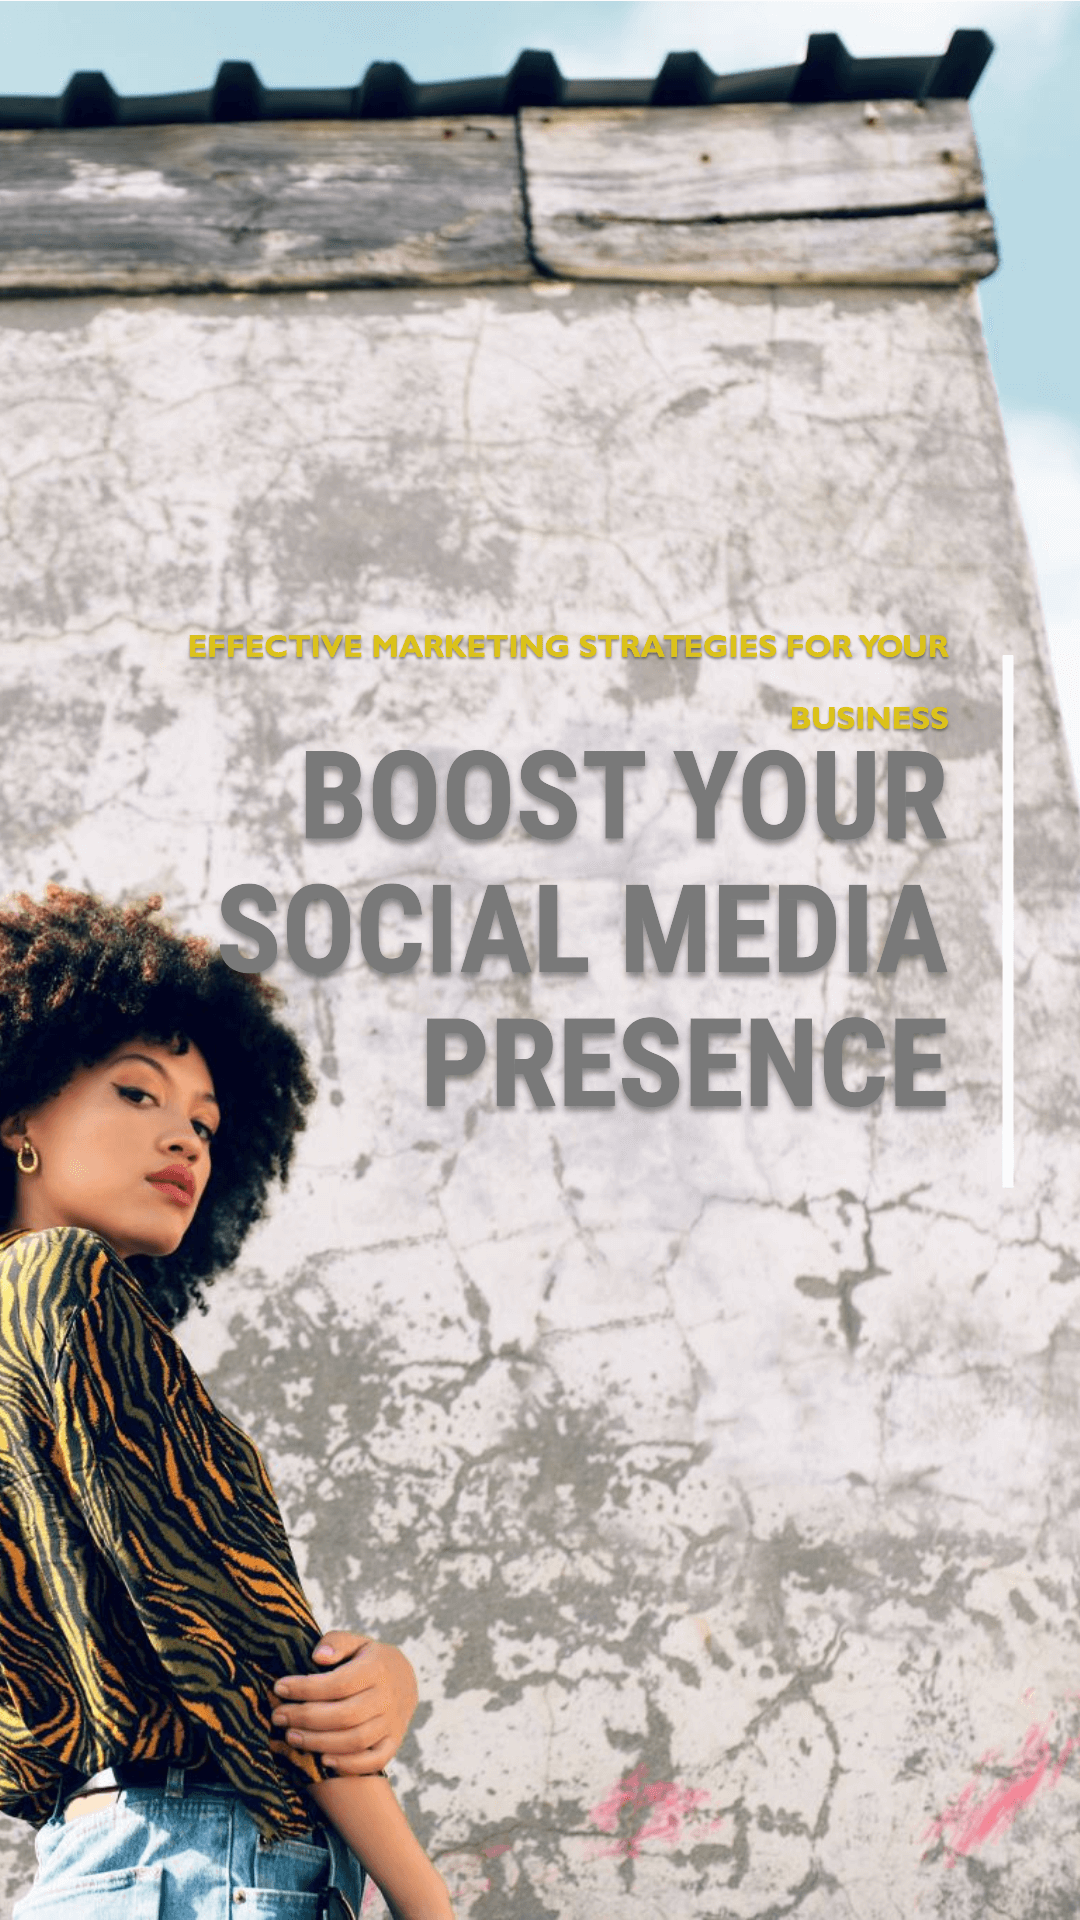 EFFECTIVE MARKETING STRATEGIES FOR YOUR
BUSINESS
BOOST YOUR
SOCIAL MEDIA
PRESENCE